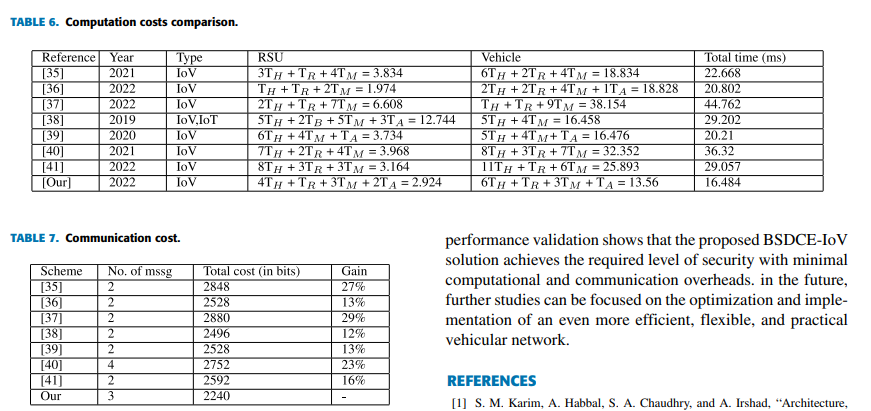 TABLE 6. Computation costs comparison.
Reference Year Type RSU Vehicle Total time (ms)
[35] 2021 IoV 3T_H + T_R + 4T_M = 3.834 6T_H + 2T_R + 4T_M = 18.834 22.668
[36] 2022 IoV T_H + T_R + 2T_M = 1.974 2T_H + 2T_R + 4T_M + 1T_A = 18.828 20.802
[37] 2022 IoV 2T_H + T_R + 7T_M = 6.608 T_H + T_R + 9T_M = 38.154 44.762
[38] 2019 IoV,IoT 5T_H + 2T_B + 5T_M + 3T_A = 12.744 5T_H + 4T_M = 16.458 29.202
[39] 2020 IoV 6T_H + 4T_M + T_A = 3.734 5T_H + 4T_M+ T_A = 16.476 20.21
[40] 2021 IoV 7T_H + 2T_R + 4T_M = 3.968 8T_H + 3T_R + 7T_M = 32.352 36.32
[41] 2022 IoV 8T_H + 3T_R + 3T_M = 3.164 11T_H + T_R + 6T_M = 25.893 29.057
[Our] 2022 IoV 4T_H + T_R + 3T_M + 2T_A = 2.924 6T_H + T_R + 3T_M + T_A = 13.56 16.484
TABLE 7. Communication cost.
Scheme No. of mssg Total cost (in bits) Gain
[35] 2 2848 27%
[36] 2 2528 13%
[37] 2 2880 29%
[38] 2 2496 12%
[39] 2 2528 13%
[40] 4 2752 23%
[41] 2 2592 16%
Our 3 2240 -
performance validation shows that the proposed BSDCE-IoV
solution achieves the required level of security with minimal
computational and communication overheads. in the future,
further studies can be focused on the optimization and imple-
mentation of an even more efficient, flexible, and practical
vehicular network.
REFERENCES
[1] S. M. Karim, A. Habbal, S. A. Chaudhry, and A. Irshad, “Architecture,